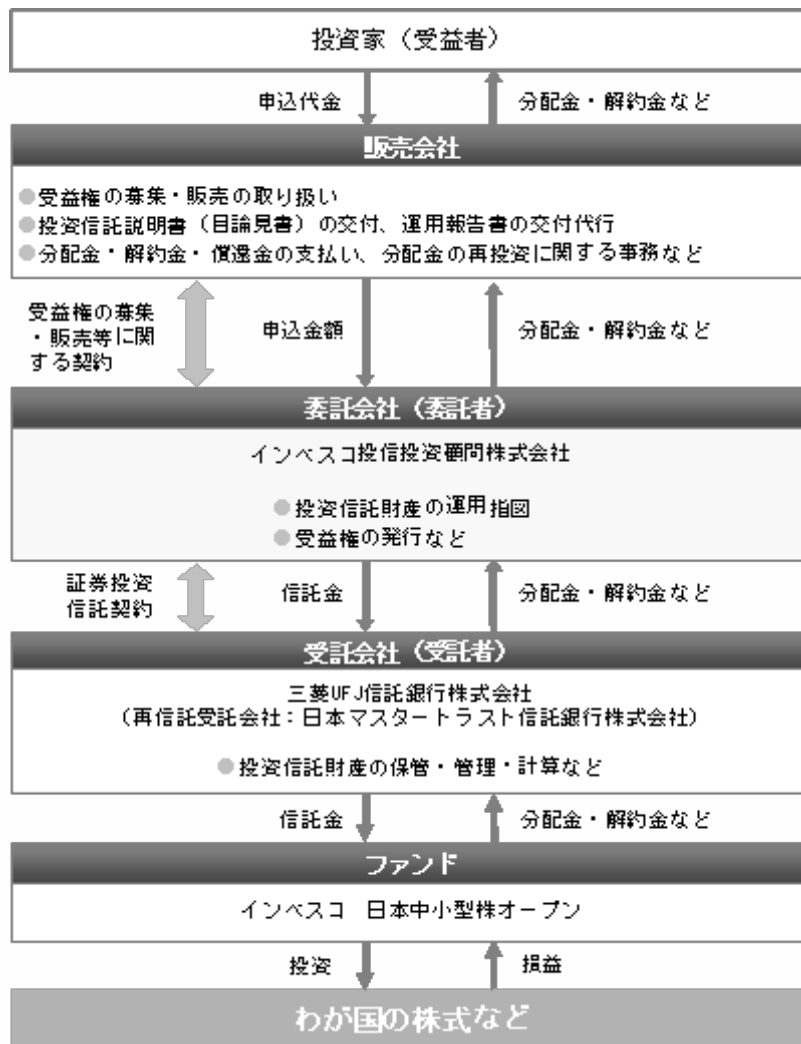 投資家（受益者）
申込代金
分配金・解約金など
販売会社
●受益権の募集・販売の取り扱い
●投資信託説明書（目論見書）の交付、運用報告書の交付代行
●分配金・解約金・償還金の支払い、分配金の再投資に関する事務など
受益権の募集
・販売等に関
する契約
申込金額
分配金・解約金など
委託会社（委託者）
インベスコ投信投資顧問株式会社
●投資信託財産の運用指図
●受益権の発行など
証券投資
信託契約
信託金
分配金・解約金など
受託会社（受託者）
三菱UFJ信託銀行株式会社
（再信託受託会社：日本マスタートラスト信託銀行株式会社）
●投資信託財産の保管・管理・計算など
信託金
分配金・解約金など
ファンド
インベスコ　日本中小型株オープン
投資
損益
わが国の株式など